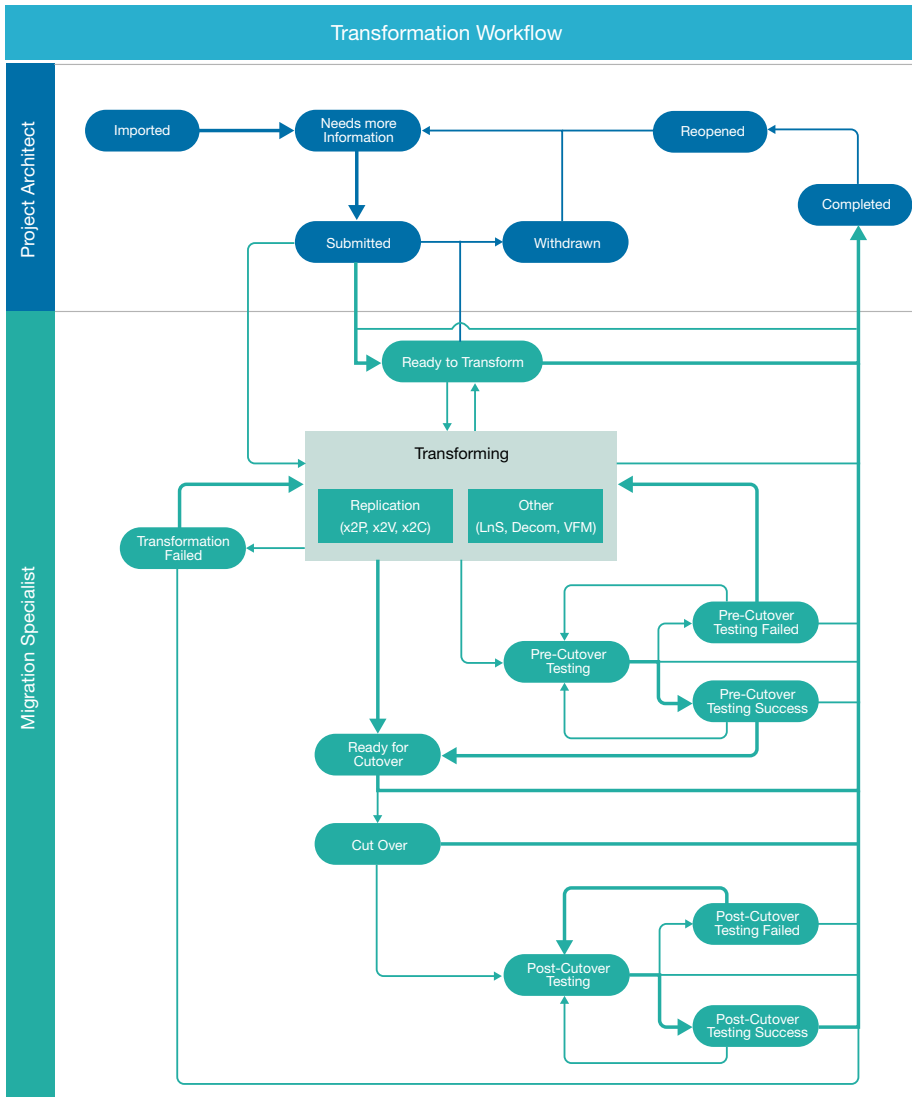 Transformation Workflow
Project Architect
Imported
Needs more
Information
Reopened
Completed
Submitted
Withdrawn
Migration Specialist
Ready to Transform
Transforming
Replication
(x2P, x2V, x2C)
Other
(LnS, Decom, VFM)
Transformation
Failed
Pre-Cutover
Testing Failed
Pre-Cutover
Testing
Pre-Cutover
Testing Success
Ready for
Cutover
Cut Over
Post-Cutover
Testing Failed
Post-Cutover
Testing
Post-Cutover
Testing Success